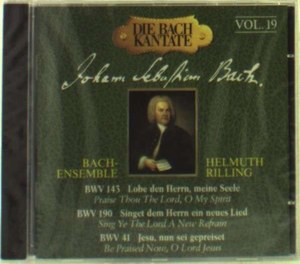 DIE BACH
KANTATE
VOL. 19
Johann Sebastian Bach.
BACH-
ENSEMBLE
HELMUTH
RILLING
BWV 143 Lobe den Herrn, meine Seele
Praise Thou The Lord, O My Spirit
BWV 190 Singet dem Herrn ein neues Lied
Sing Ye The Lord A New Refrain
BWV 41 Jesu, nun sei gepreiset
Be Praised Now, O Lord Jesus